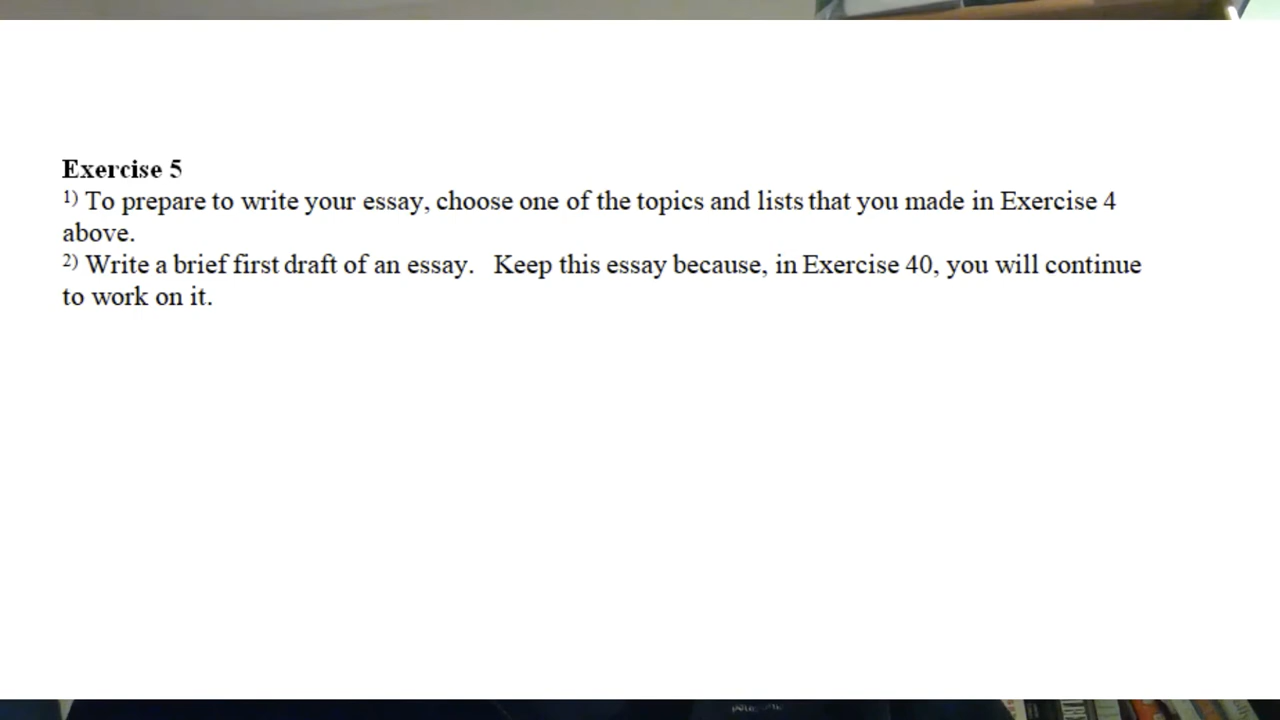 Exercise 5
1) To prepare to write your essay, choose one of the topics and lists that you made in Exercise 4
above.
2) Write a brief first draft of an essay.   Keep this essay because, in Exercise 40, you will continue
to work on it.